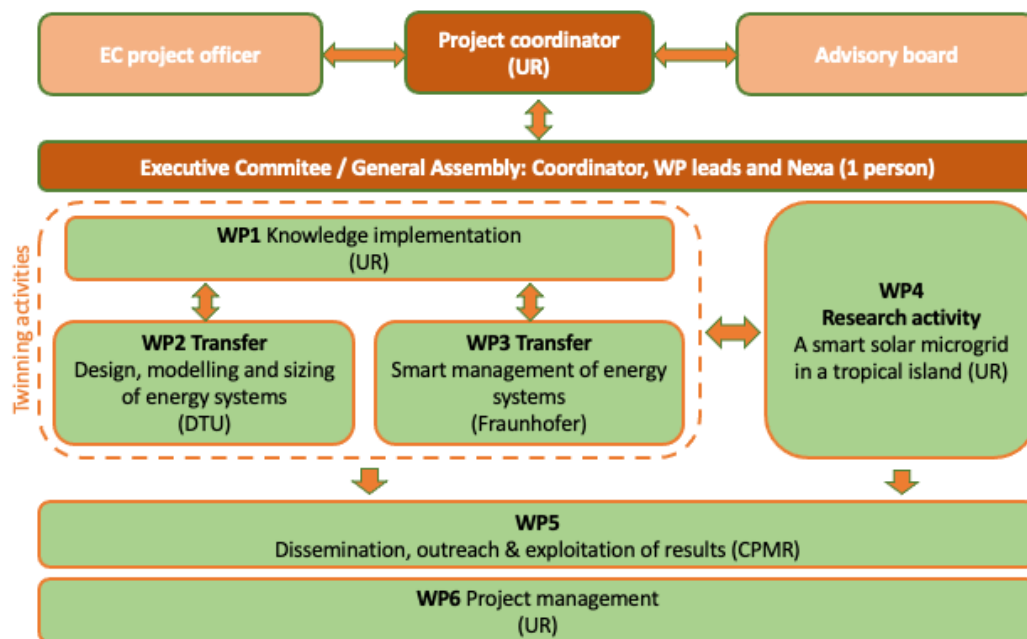 EC project officer
Project coordinator
(UR)
Advisory board
Executive Commitee / General Assembly: Coordinator, WP leads and Nexa (1 person)
Twinning activities
WP1 Knowledge implementation
(UR)
WP2 Transfer
Design, modelling and sizing
of energy systems
(DTU)
WP3 Transfer
Smart management of energy
systems
(Fraunhofer)
WP4
Research activity
A smart solar microgrid
in a tropical island (UR)
WP5
Dissemination, outreach & exploitation of results (CPMR)
WP6 Project management
(UR)